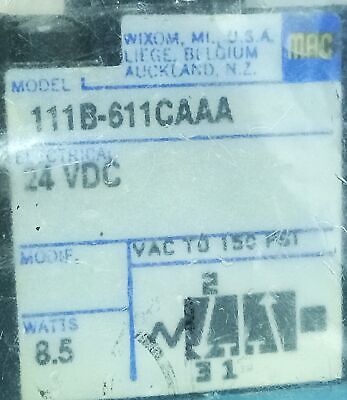 WIXOM, MI., U.S.A.
LIEGE, BELGIUM
AUCKLAND, N.Z.
MAC
MODEL
111B-611CAAA
ELECTRICAL
24 VDC
MODIF.
VAC TO 150 PSI
WATTS
8.5
2
3 1